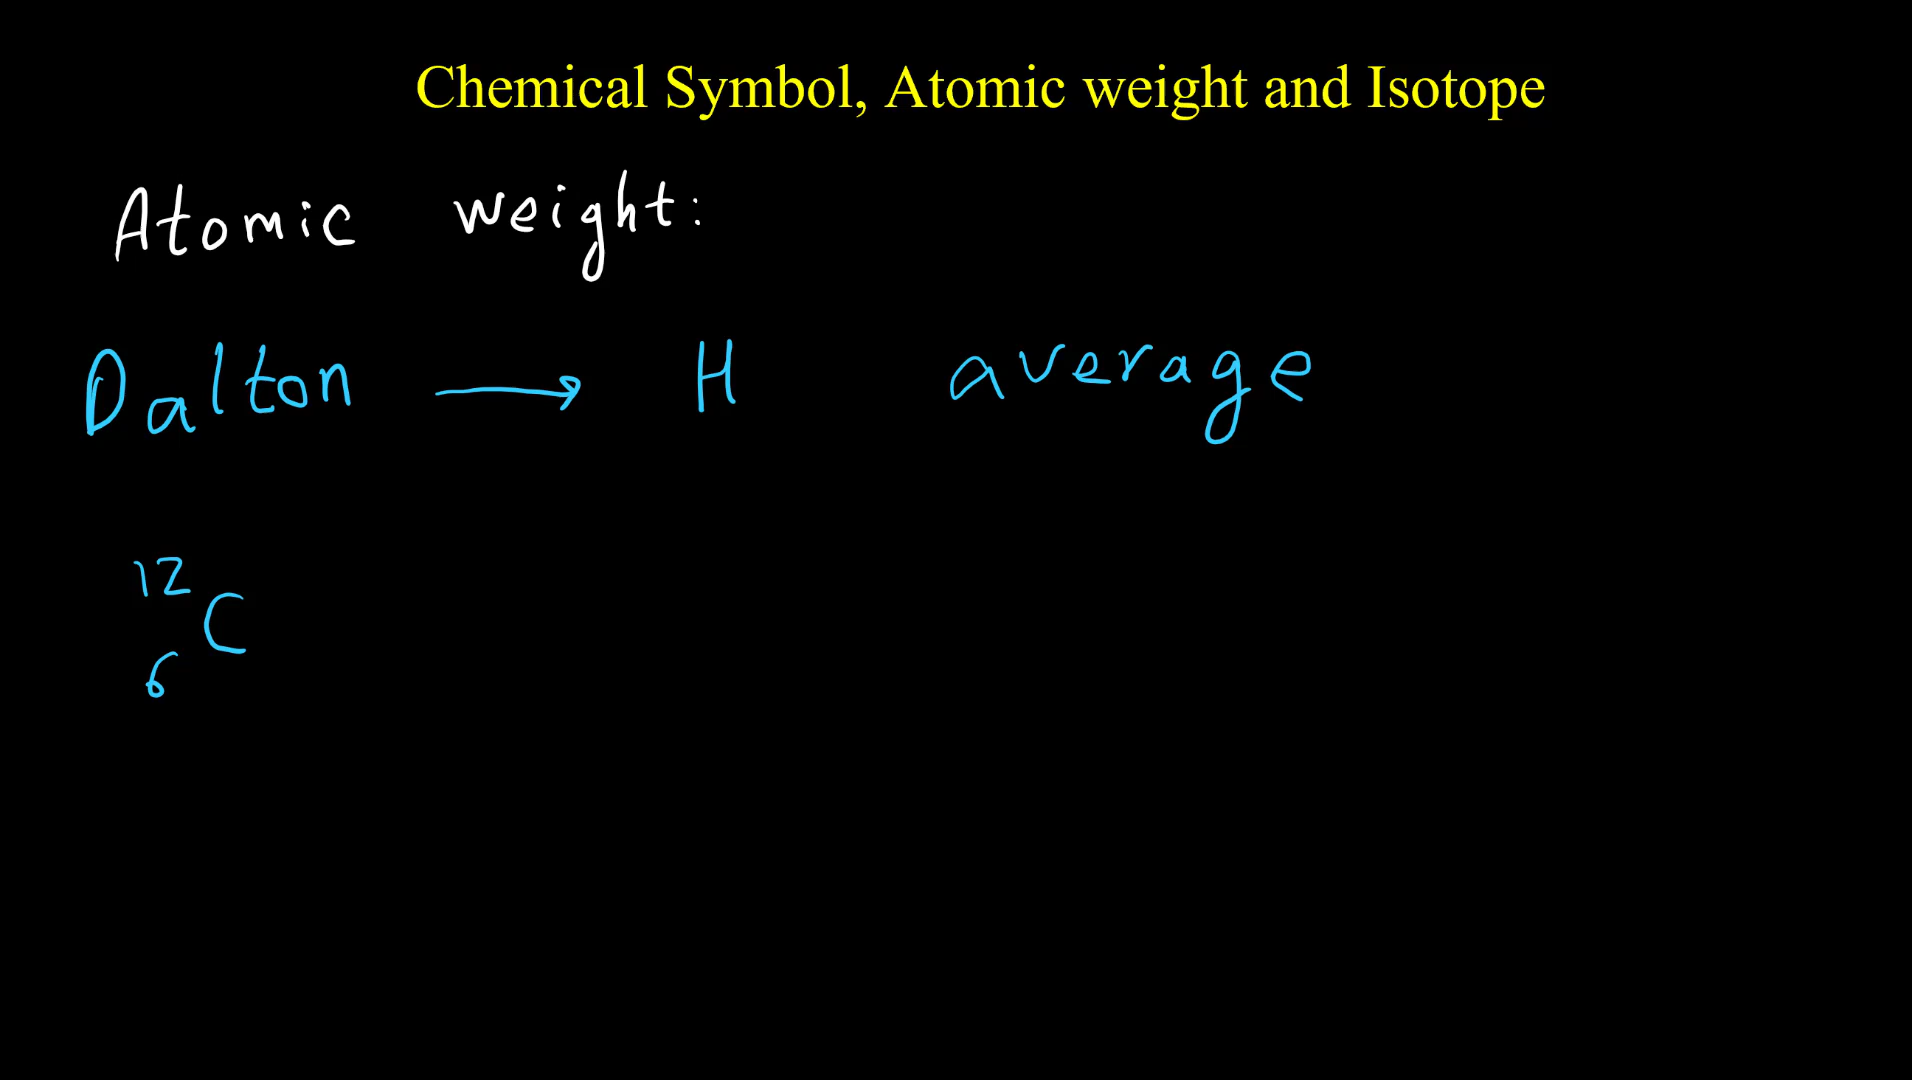 Chemical Symbol, Atomic weight and Isotope
Atomic weight:
Dalton → H average
12
C
6